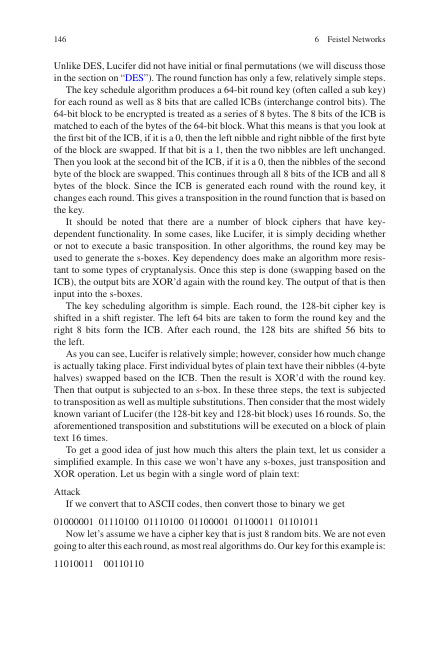 146 6 Feistel Networks
Unlike DES, Lucifer did not have initial or final permutations (we will discuss those
in the section on “DES”). The round function has only a few, relatively simple steps.
The key schedule algorithm produces a 64-bit round key (often called a sub key)
for each round as well as 8 bits that are called ICBs (interchange control bits). The
64-bit block to be encrypted is treated as a series of 8 bytes. The 8 bits of the ICB is
matched to each of the bytes of the 64-bit block. What this means is that you look at
the first bit of the ICB, if it is a 0, then the left nibble and right nibble of the first byte
of the block are swapped. If that bit is a 1, then the two nibbles are left unchanged.
Then you look at the second bit of the ICB, if it is a 0, then the nibbles of the second
byte of the block are swapped. This continues through all 8 bits of the ICB and all 8
bytes of the block. Since the ICB is generated each round with the round key, it
changes each round. This gives a transposition in the round function that is based on
the key.
It should be noted that there are a number of block ciphers that have key-
dependent functionality. In some cases, like Lucifer, it is simply deciding whether
or not to execute a basic transposition. In other algorithms, the round key may be
used to generate the s-boxes. Key dependency does make an algorithm more resis-
tant to some types of cryptanalysis. Once this step is done (swapping based on the
ICB), the output bits are XOR’d again with the round key. The output of that is then
input into the s-boxes.
The key scheduling algorithm is simple. Each round, the 128-bit cipher key is
shifted in a shift register. The left 64 bits are taken to form the round key and the
right 8 bits form the ICB. After each round, the 128 bits are shifted 56 bits to
the left.
As you can see, Lucifer is relatively simple; however, consider how much change
is actually taking place. First individual bytes of plain text have their nibbles (4-byte
halves) swapped based on the ICB. Then the result is XOR’d with the round key.
Then that output is subjected to an s-box. In these three steps, the text is subjected
to transposition as well as multiple substitutions. Then consider that the most widely
known variant of Lucifer (the 128-bit key and 128-bit block) uses 16 rounds. So, the
aforementioned transposition and substitutions will be executed on a block of plain
text 16 times.
To get a good idea of just how much this alters the plain text, let us consider a
simplified example. In this case we won’t have any s-boxes, just transposition and
XOR operation. Let us begin with a single word of plain text:
Attack
If we convert that to ASCII codes, then convert those to binary we get
01000001 01110100 01110100 01100001 01100011 01101011
Now let’s assume we have a cipher key that is just 8 random bits. We are not even
going to alter this each round, as most real algorithms do. Our key for this example is:
11010011 00110110